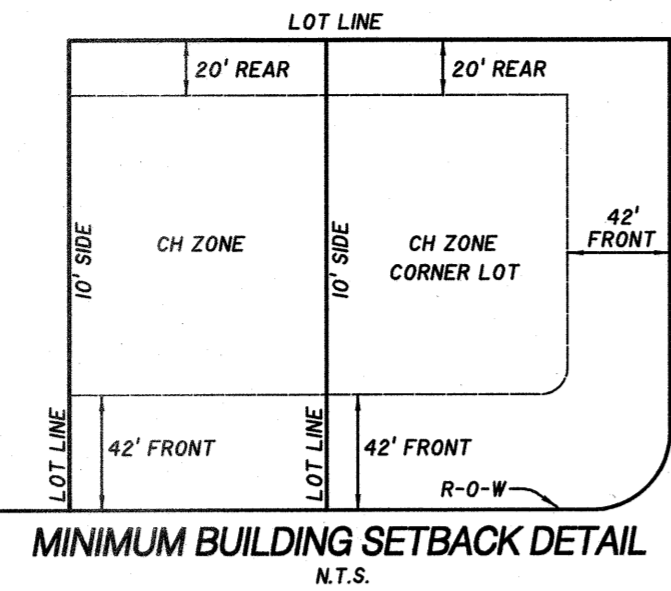 LOT LINE
20' REAR
20' REAR
10' SIDE
CH ZONE
10' SIDE
CH ZONE
CORNER LOT
42'
FRONT
LOT LINE
42' FRONT
LOT LINE
42' FRONT
R-O-W
MINIMUM BUILDING SETBACK DETAIL
N.T.S.